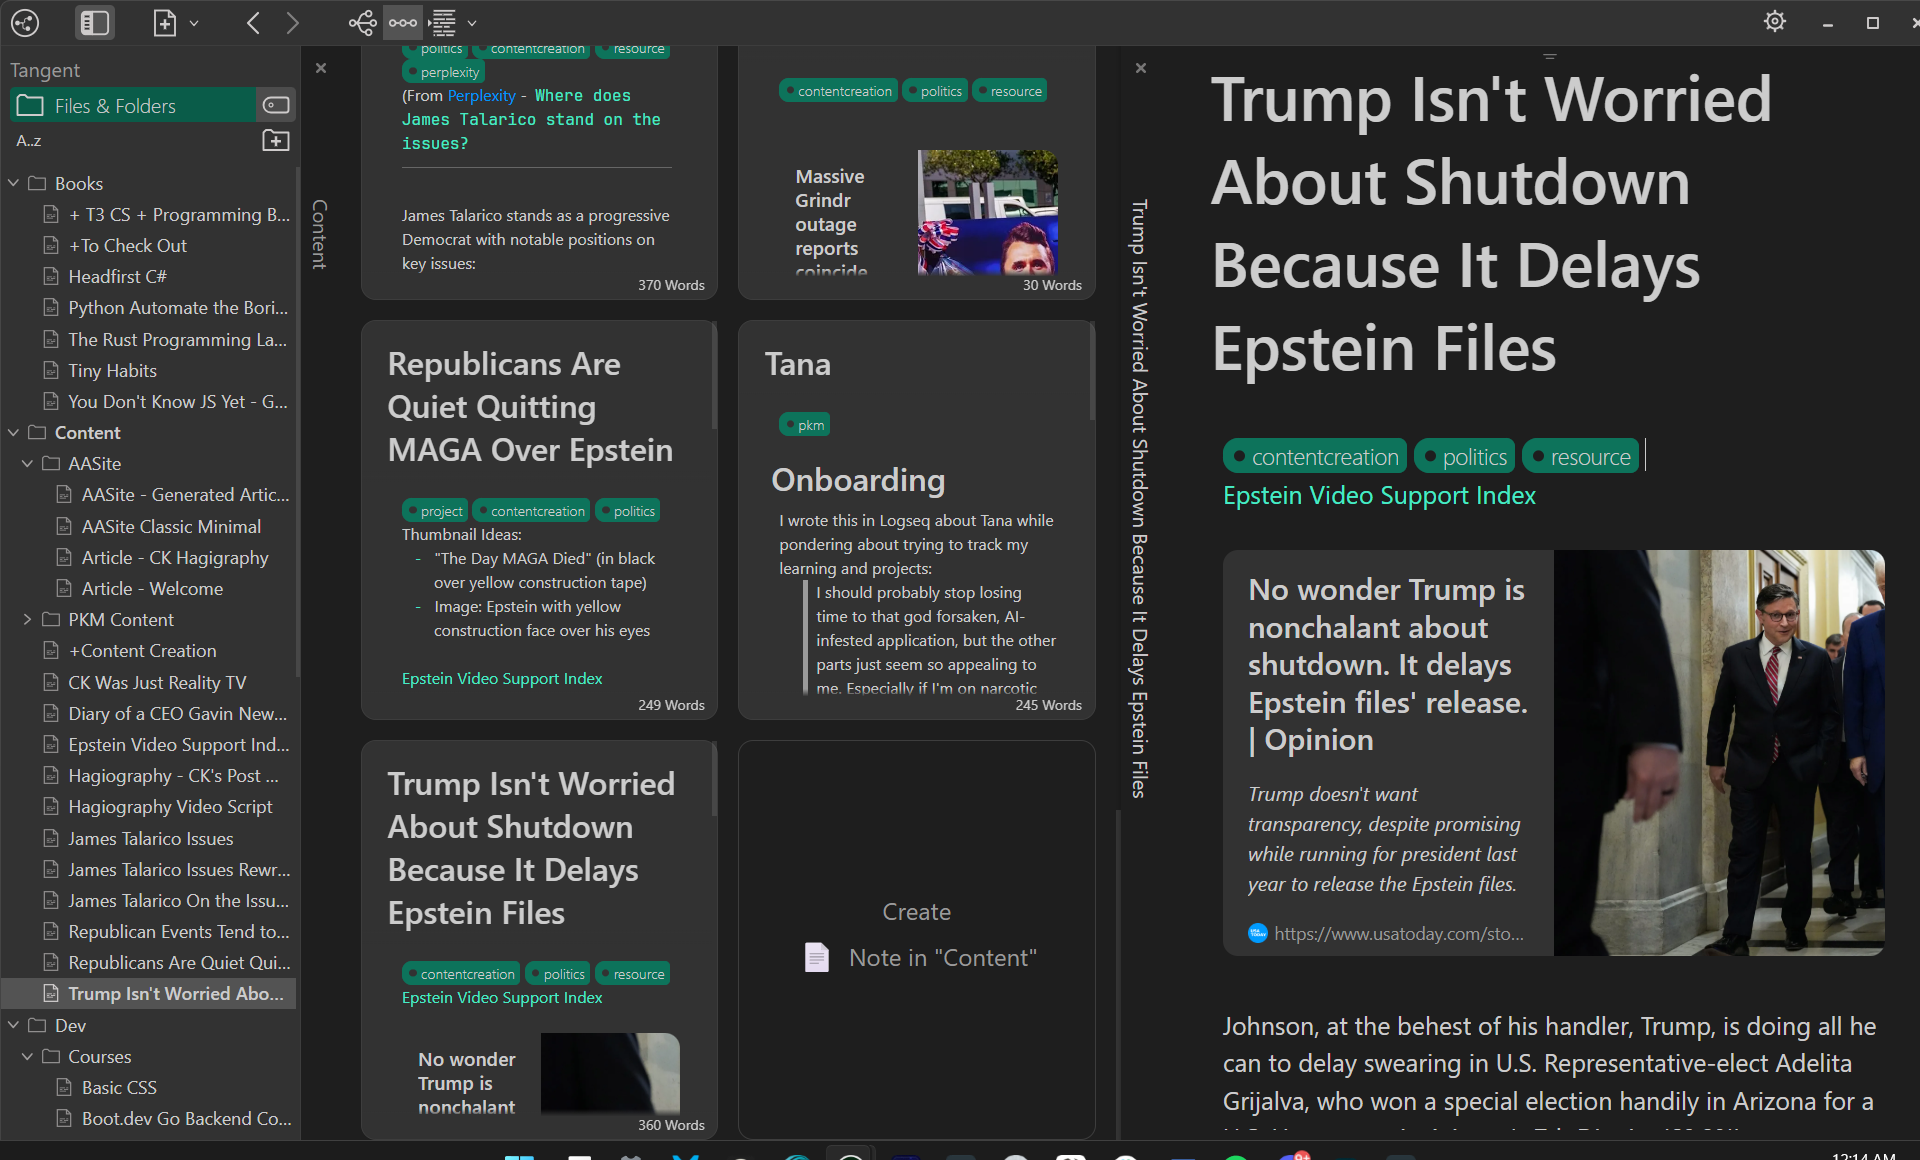 Tangent
Files & Folders
A..z
Books
+ T3 CS + Programming B...
+To Check Out
Headfirst C#
Python Automate the Bori...
The Rust Programming La...
Tiny Habits
You Don't Know JS Yet - G...
Content
AASite
AASite - Generated Artic...
AASite Classic Minimal
Article - CK Hagigraphy
Article - Welcome
PKM Content
+Content Creation
CK Was Just Reality TV
Diary of a CEO Gavin New...
Epstein Video Support Ind...
Hagiography - CK's Post ...
Hagiography Video Script
James Talarico Issues
James Talarico Issues Rewr...
James Talarico On the Issu...
Republican Events Tend to...
Republicans Are Quiet Qui...
Trump Isn't Worried Abo...
Dev
Courses
Basic CSS
Boot.dev Go Backend Co...
Content
politics contentcreation resource
perplexity
(From Perplexity - Where does
James Talarico stand on the
issues?
James Talarico stands as a progressive
Democrat with notable positions on
key issues:
370 Words
contentcreation politics resource
Massive
Grindr
outage
reports
coincide
30 Words
Republicans Are
Quiet Quitting
MAGA Over Epstein
project contentcreation politics
Thumbnail Ideas:
- "The Day MAGA Died" (in black
over yellow construction tape)
- Image: Epstein with yellow
construction face over his eyes
Epstein Video Support Index
249 Words
Tana
pkm
Onboarding
I wrote this in Logseq about Tana while
pondering about trying to track my
learning and projects:
I should probably stop losing
time to that god forsaken, AI-
infested application, but the other
parts just seem so appealing to
me. Especially if I'm on narcotic
245 Words
Trump Isn't Worried
About Shutdown
Because It Delays
Epstein Files
contentcreation politics resource
Epstein Video Support Index
No wonder
Trump is
nonchalant
360 Words
Create
Note in "Content"
Trump Isn't Worried About Shutdown Because It Delays Epstein Files
Trump Isn't Worried
About Shutdown
Because It Delays
Epstein Files
contentcreation politics resource
Epstein Video Support Index
No wonder Trump is
nonchalant about
shutdown. It delays
Epstein files' release.
| Opinion
Trump doesn't want
transparency, despite promising
while running for president last
year to release the Epstein files.
USA TODAY
https://www.usatoday.com/sto...
Johnson, at the behest of his handler, Trump, is doing all he
can to delay swearing in U.S. Representative-elect Adelita
Grijalva, who won a special election handily in Arizona for a
12:14 AM